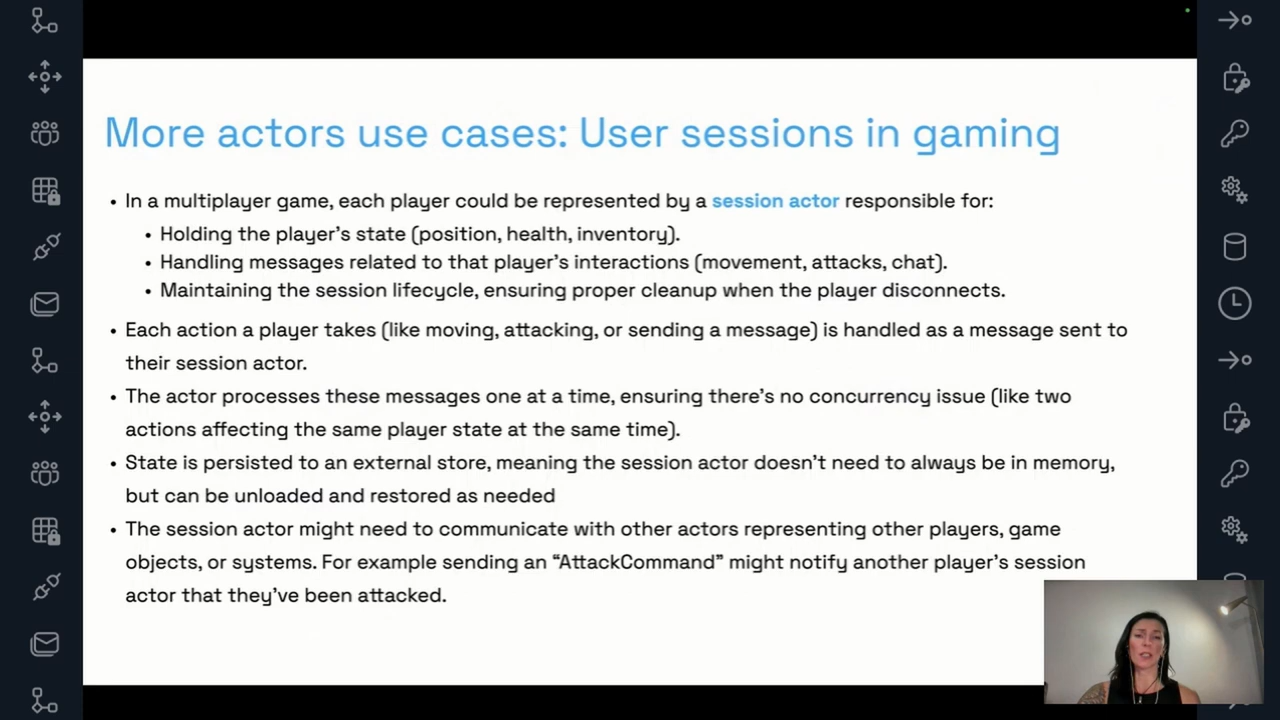 More actors use cases: User sessions in gaming
• In a multiplayer game, each player could be represented by a session actor responsible for:
• Holding the player's state (position, health, inventory).
• Handling messages related to that player's interactions (movement, attacks, chat).
• Maintaining the session lifecycle, ensuring proper cleanup when the player disconnects.
• Each action a player takes (like moving, attacking, or sending a message) is handled as a message sent to
their session actor.
• The actor processes these messages one at a time, ensuring there's no concurrency issue (like two
actions affecting the same player state at the same time).
• State is persisted to an external store, meaning the session actor doesn't need to always be in memory,
but can be unloaded and restored as needed
• The session actor might need to communicate with other actors representing other players, game
objects, or systems. For example sending an “AttackCommand” might notify another player's session
actor that they've been attacked.